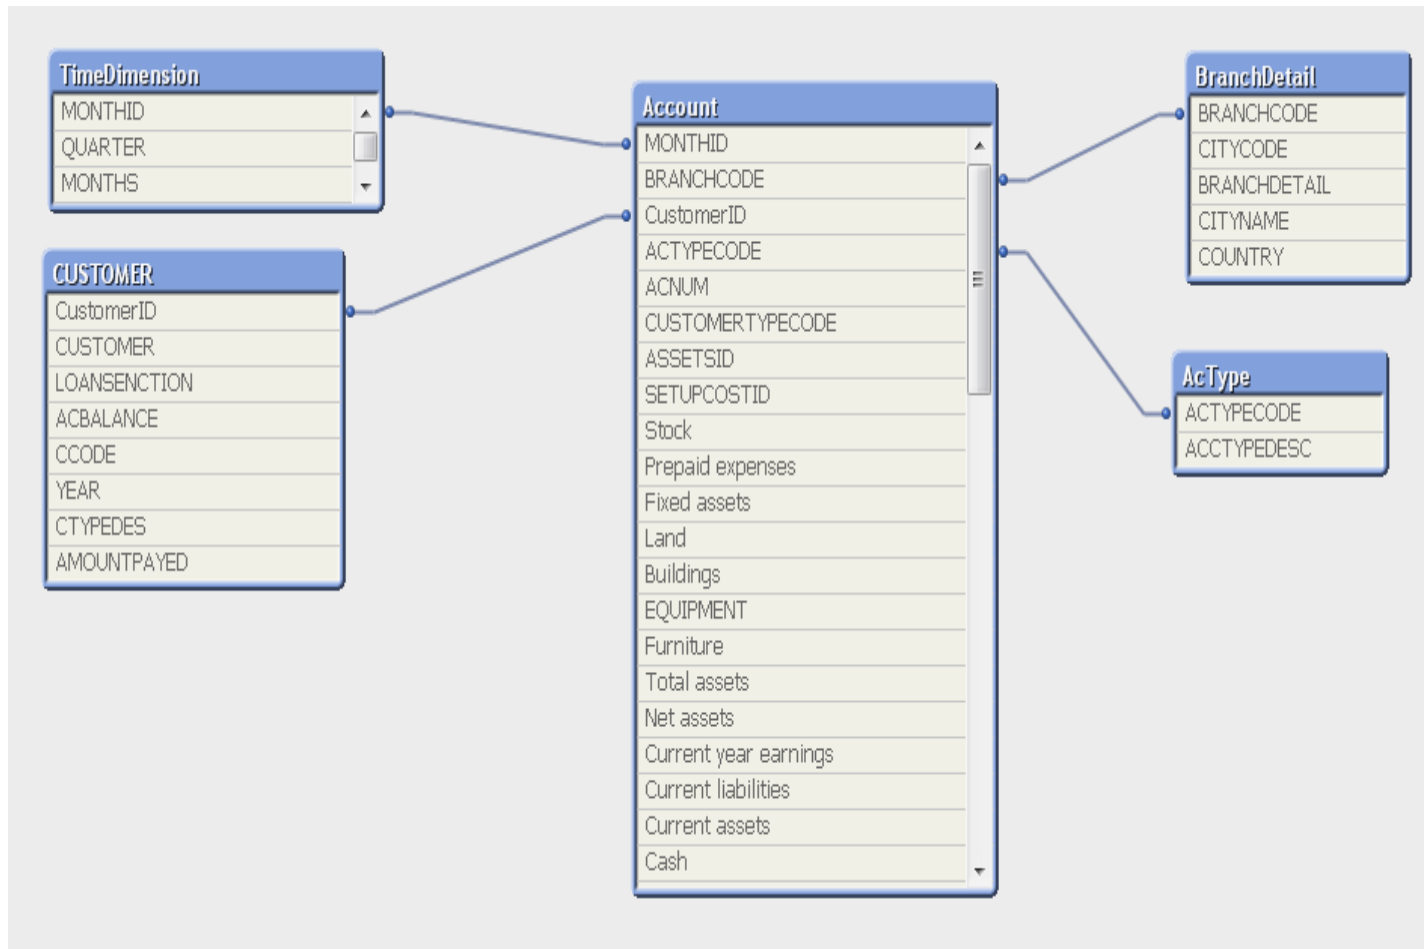 TimeDimension
MONTHID
QUARTER
MONTHS
CUSTOMER
CustomerID
CUSTOMER
LOANSENCTION
ACBALANCE
CCODE
YEAR
CTYPEDES
AMOUNTPAYED
Account
MONTHID
BRANCHCODE
CustomerID
ACTYPECODE
ACNUM
CUSTOMERTYPECODE
ASSETSID
SETUPCOSTID
Stock
Prepaid expenses
Fixed assets
Land
Buildings
EQUIPMENT
Furniture
Total assets
Net assets
Current year earnings
Current liabilities
Current assets
Cash
BranchDetail
BRANCHCODE
CITYCODE
BRANCHDETAIL
CITYNAME
COUNTRY
AcType
ACTYPECODE
ACCTYPEDESC